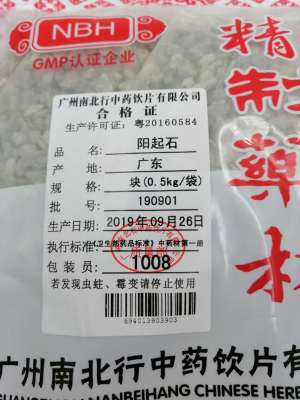 NBH
GMP认证企业
精
制
药
材
广州南北行中药饮片有限公司
合格证
生产许可证：粤20160584
品 名： 阳起石
产 地： 广东
规 格： 块(0.5kg/袋)
批 号： 190901
生产日期：2019年09月26日
执行标准：《卫生部药品标准》中药材第一册
包 装 员： 1008
若发现虫蛀、霉变请停止使用
694013903903
广州南北行中药饮片有限
NANBEIHANG CHINESE HERB